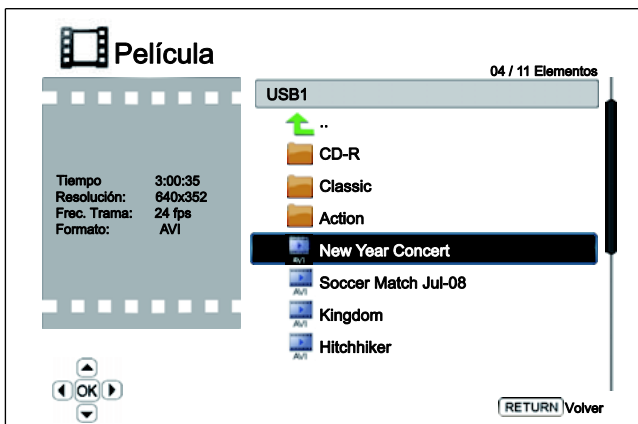 Película
04 / 11 Elementos
USB1
..
CD-R
Classic
Action
AVI New Year Concert
AVI Soccer Match Jul-08
AVI Kingdom
AVI Hitchhiker
Tiempo 3:00:35
Resolución: 640x352
Frec. Trama: 24 fps
Formato: AVI
OK
RETURN Volver